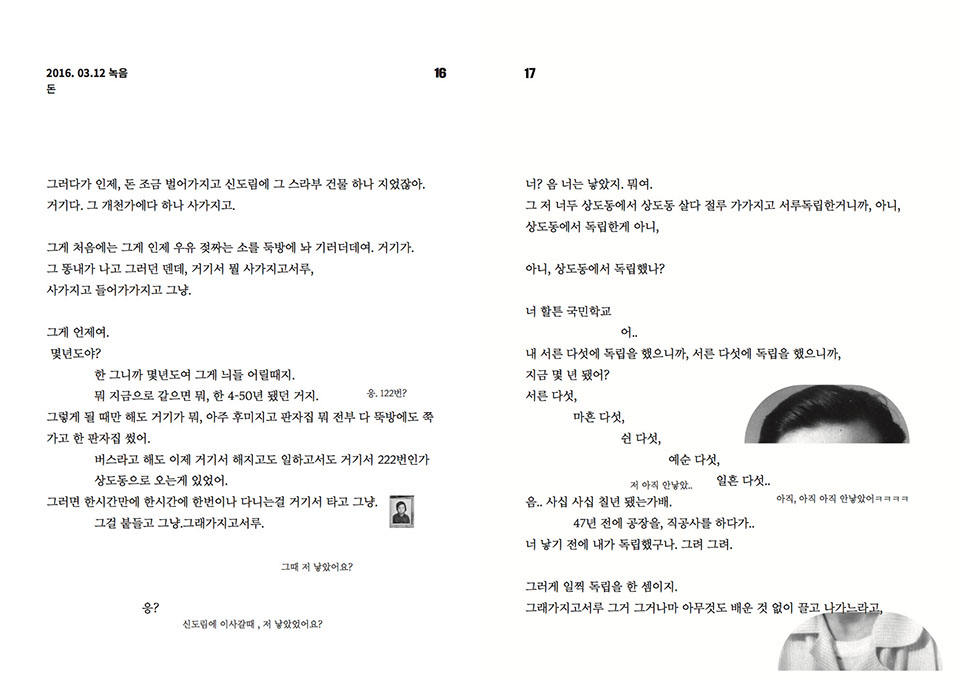 2016. 03.12 녹음
돈
16
그러다가 인제, 돈 조금 벌어가지고 신도림에 그 스라부 건물 하나 지었잖아.
거기다. 그 개천가에다 하나 사가지고.
그게 처음에는 그게 인제 우유 젖짜는 소를 둑방에 놔 기러더데여. 거기가.
그 똥내가 나고 그러던 덴데, 거기서 뭘 사가지고서루,
사가지고 들어가가지고 그냥.
그게 언제여.
몇년도야?
한 그니까 몇년도여 그게 늬들 어릴때지.
뭐 지금으로 같으면 뭐, 한 4-50년 됐던 거지.
응. 122번?
그렇게 될 때만 해도 거기가 뭐, 아주 후미지고 판자집 뭐 전부 다 뚝방에도 쭉
가고 한 판자집 썼어.
버스라고 해도 이제 거기서 해지고도 일하고서도 거기서 222번인가
상도동으로 오는게 있었어.
그러면 한시간만에 한시간에 한번이나 다니는걸 거기서 타고 그냥.
그걸 붙들고 그냥.그래가지고서루.
그때 저 낳았어요?
응?
신도림에 이사갈때 , 저 낳았었어요?
17
너? 음 너는 낳았지. 뭐여.
그 저 너두 상도동에서 상도동 살다 절루 가가지고 서루독립한거니까, 아니,
상도동에서 독립한게 아니,
아니, 상도동에서 독립했나?
너 할튼 국민학교
어..
내 서른 다섯에 독립을 했으니까, 서른 다섯에 독립을 했으니까,
지금 몇 년 됐어?
서른 다섯,
마흔 다섯,
쉰 다섯,
예순 다섯,
일흔 다섯..
저 아직 안낳았..
음.. 사십 사십 칠년 됐는가배.
아직, 아직 아직 안낳았어ㅋㅋㅋㅋ
47년 전에 공장을, 직공사를 하다가..
너 낳기 전에 내가 독립했구나. 그려 그려.
그러게 일찍 독립을 한 셈이지.
그래가지고서루 그거 그거나마 아무것도 배운 것 없이 끌고 나가느라고,